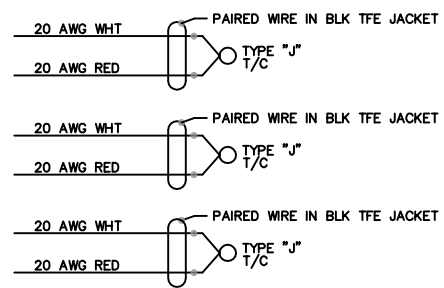 PAIRED WIRE IN BLK TFE JACKET
20 AWG WHT
TYPE "J"
T/C
20 AWG RED
PAIRED WIRE IN BLK TFE JACKET
20 AWG WHT
TYPE "J"
T/C
20 AWG RED
PAIRED WIRE IN BLK TFE JACKET
20 AWG WHT
TYPE "J"
T/C
20 AWG RED